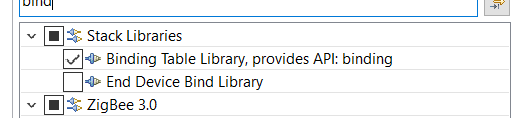 bind
Stack Libraries
Binding Table Library, provides API: binding
End Device Bind Library
ZigBee 3.0